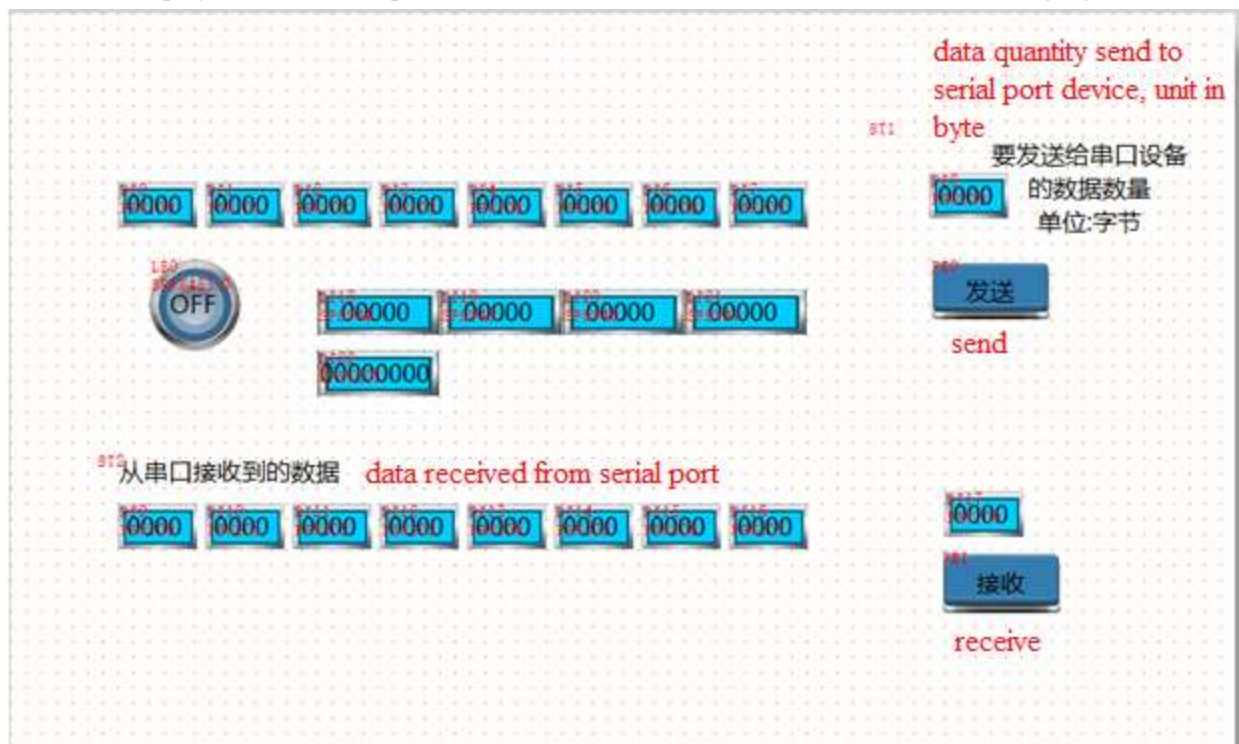 data quantity send to
serial port device, unit in
ST1 byte
要发送给串口设备
的数据数量
单位:字节
0000 0000 0000 0000 0000 0000 0000 0000 0000
OFF
00000 00000 00000 00000
发送
send
00000000
ST2
从串口接收到的数据 data received from serial port
0000 0000 0000 0000 0000 0000 0000 0000 0000
接收
receive